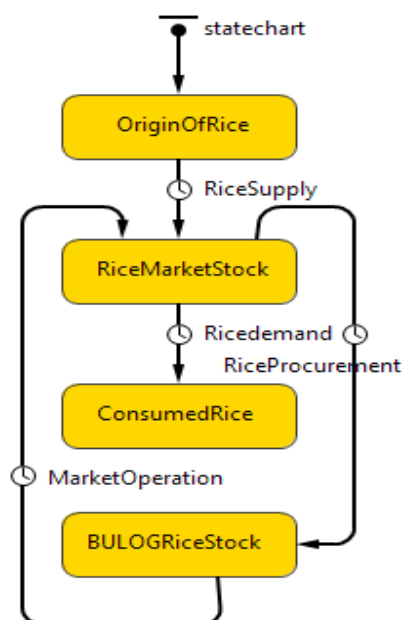 statechart
OriginOfRice
RiceSupply
RiceMarketStock
Ricedemand
RiceProcurement
ConsumedRice
MarketOperation
BULOGRiceStock